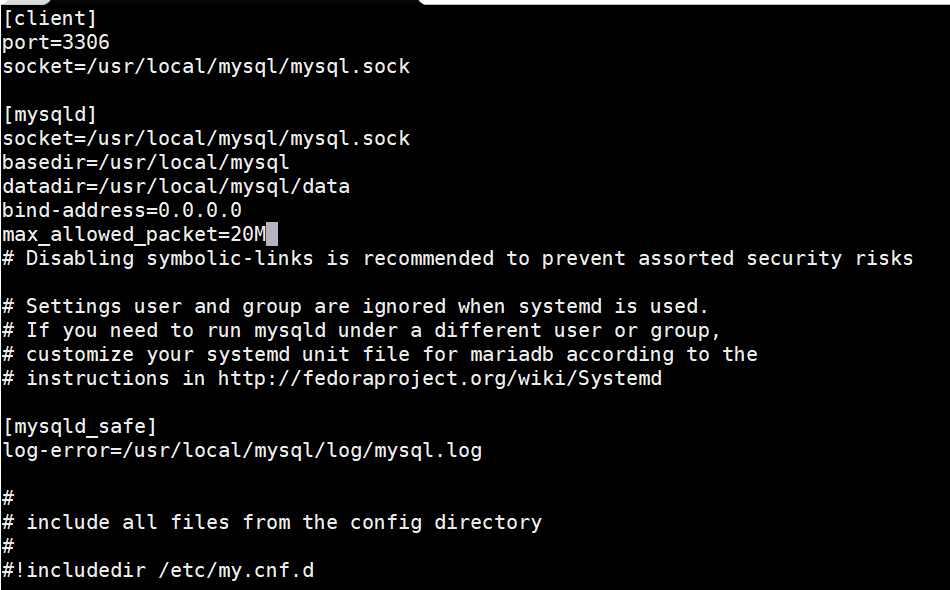 [client]
port=3306
socket=/usr/local/mysql/mysql.sock
[mysqld]
socket=/usr/local/mysql/mysql.sock
basedir=/usr/local/mysql
datadir=/usr/local/mysql/data
bind-address=0.0.0.0
max_allowed_packet=20M
# Disabling symbolic-links is recommended to prevent assorted security risks
# Settings user and group are ignored when systemd is used.
# If you need to run mysqld under a different user or group,
# customize your systemd unit file for mariadb according to the
# instructions in http://fedoraproject.org/wiki/Systemd
[mysqld_safe]
log-error=/usr/local/mysql/log/mysql.log
#
# include all files from the config directory
#
#!includedir /etc/my.cnf.d